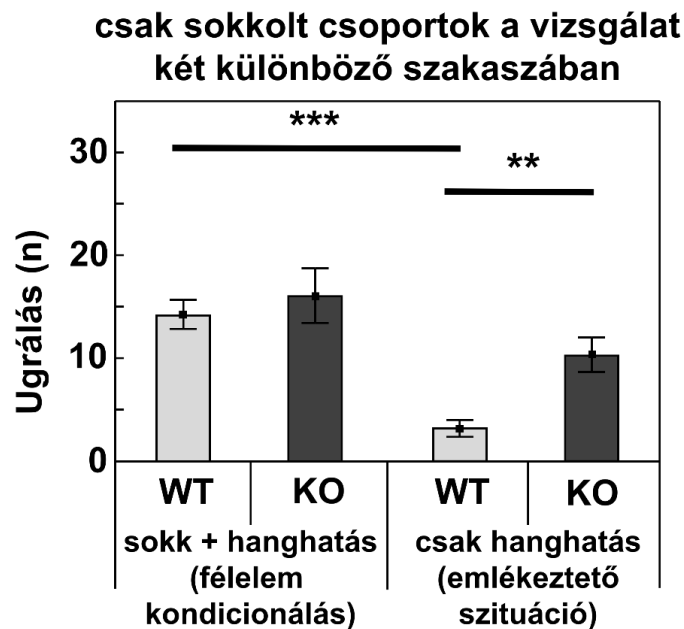 csak sokkolt csoportok a vizsgálat
két különböző szakaszában
***
**
Ugrálás (n)
30
20
10
0
WT
KO
WT
KO
sokk + hanghatás
(félelem
kondicionálás)
csak hanghatás
(emlékeztető
szituáció)